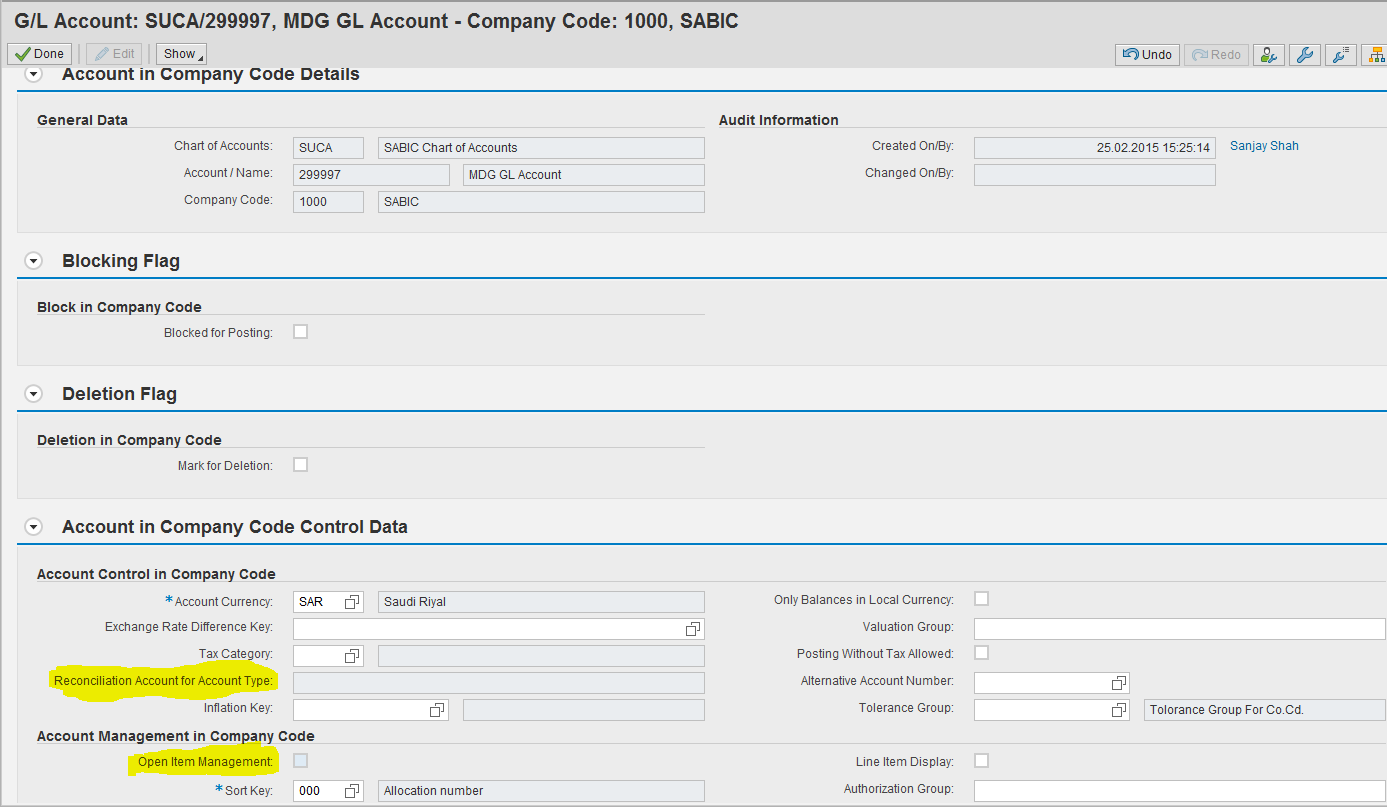 G/L Account: SUCA/299997, MDG GL Account - Company Code: 1000, SABIC
Done Edit Show Undo Redo
Account in Company Code Details
General Data Audit Information
Chart of Accounts: SUCA SABIC Chart of Accounts Created On/By: 25.02.2015 15:25:14 Sanjay Shah
Account / Name: 299997 MDG GL Account Changed On/By:
Company Code: 1000 SABIC
Blocking Flag
Block in Company Code
Blocked for Posting:
Deletion Flag
Deletion in Company Code
Mark for Deletion:
Account in Company Code Control Data
Account Control in Company Code
*Account Currency: SAR Saudi Riyal Only Balances in Local Currency:
Exchange Rate Difference Key: Valuation Group:
Tax Category: Posting Without Tax Allowed:
Reconciliation Account for Account Type: Alternative Account Number:
Inflation Key: Tolerance Group: Tolorance Group For Co.Cd.
Account Management in Company Code
Open Item Management: Line Item Display:
*Sort Key: 000 Allocation number Authorization Group: